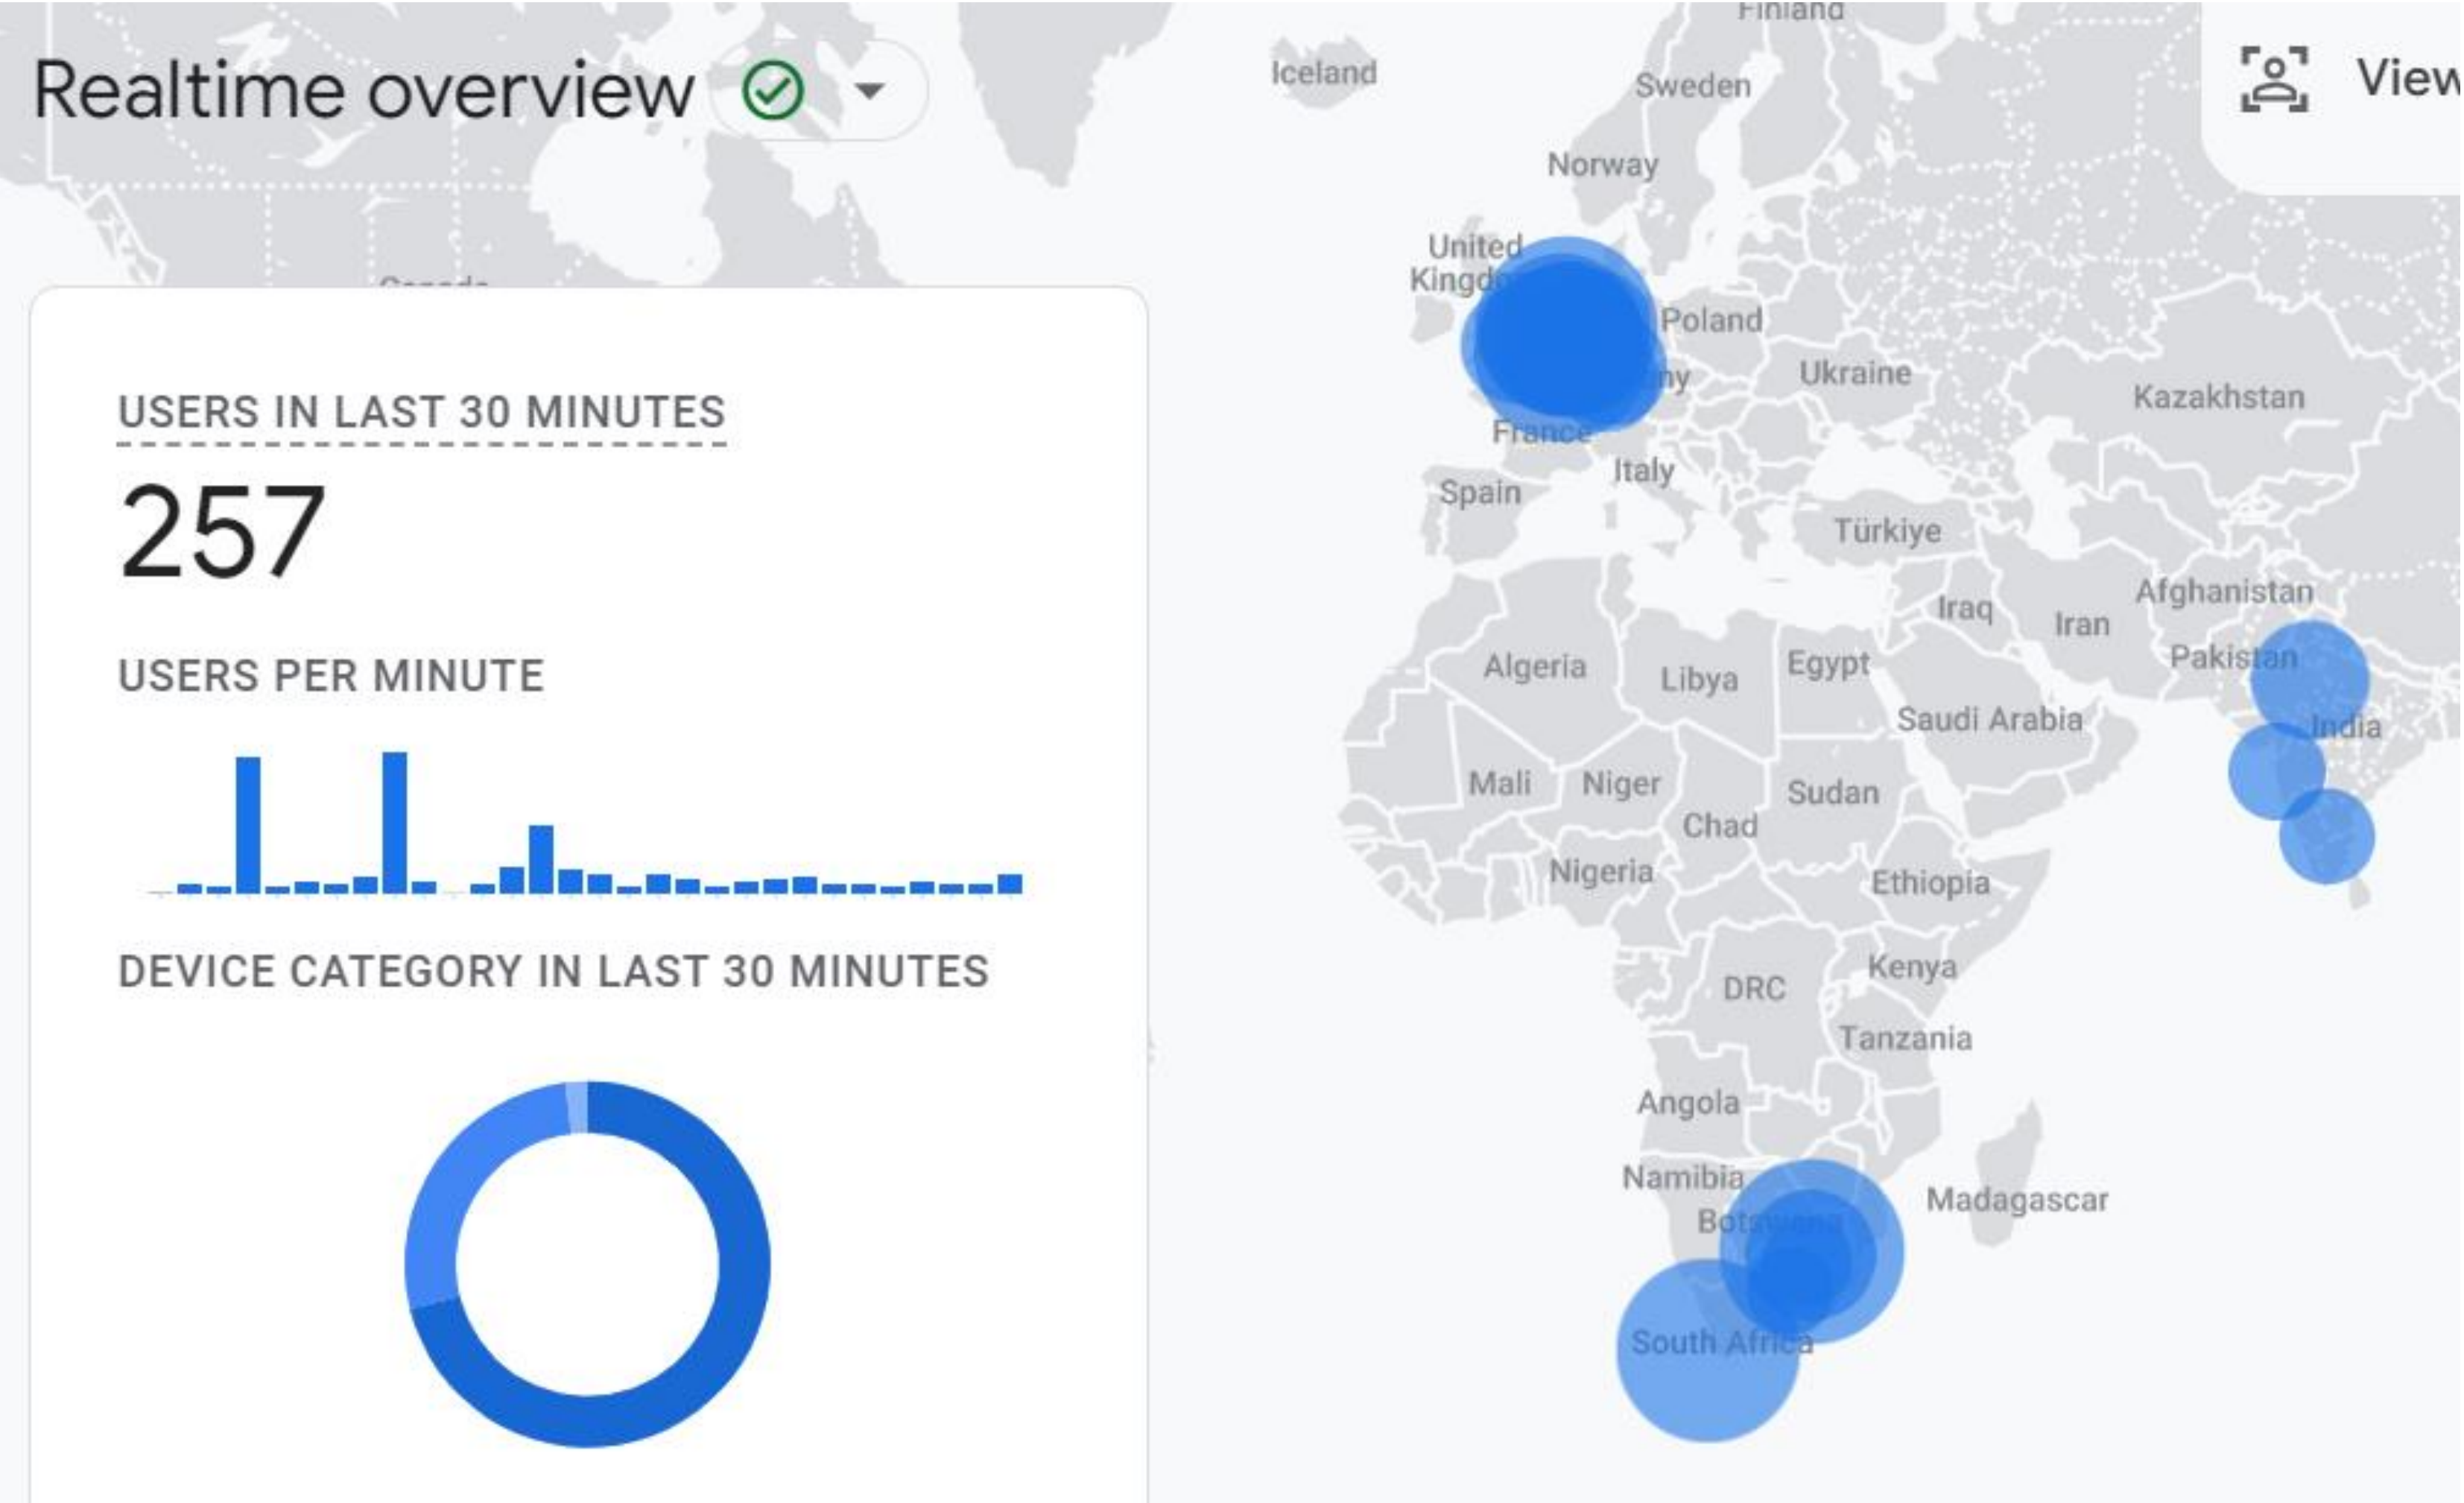 Realtime overview
View
USERS IN LAST 30 MINUTES
257
USERS PER MINUTE
DEVICE CATEGORY IN LAST 30 MINUTES
Finland
Iceland
Sweden
Norway
United
Poland
Ukraine
Kazakhstan
France
Italy
Spain
Türkiye
Afghanistan
Iraq
Iran
Pakistan
Algeria
Libya
Egypt
Saudi Arabia
India
Mali
Niger
Sudan
Chad
Nigeria
Ethiopia
Kenya
DRC
Tanzania
Angola
Namibia
Madagascar
Botswana
South Africa